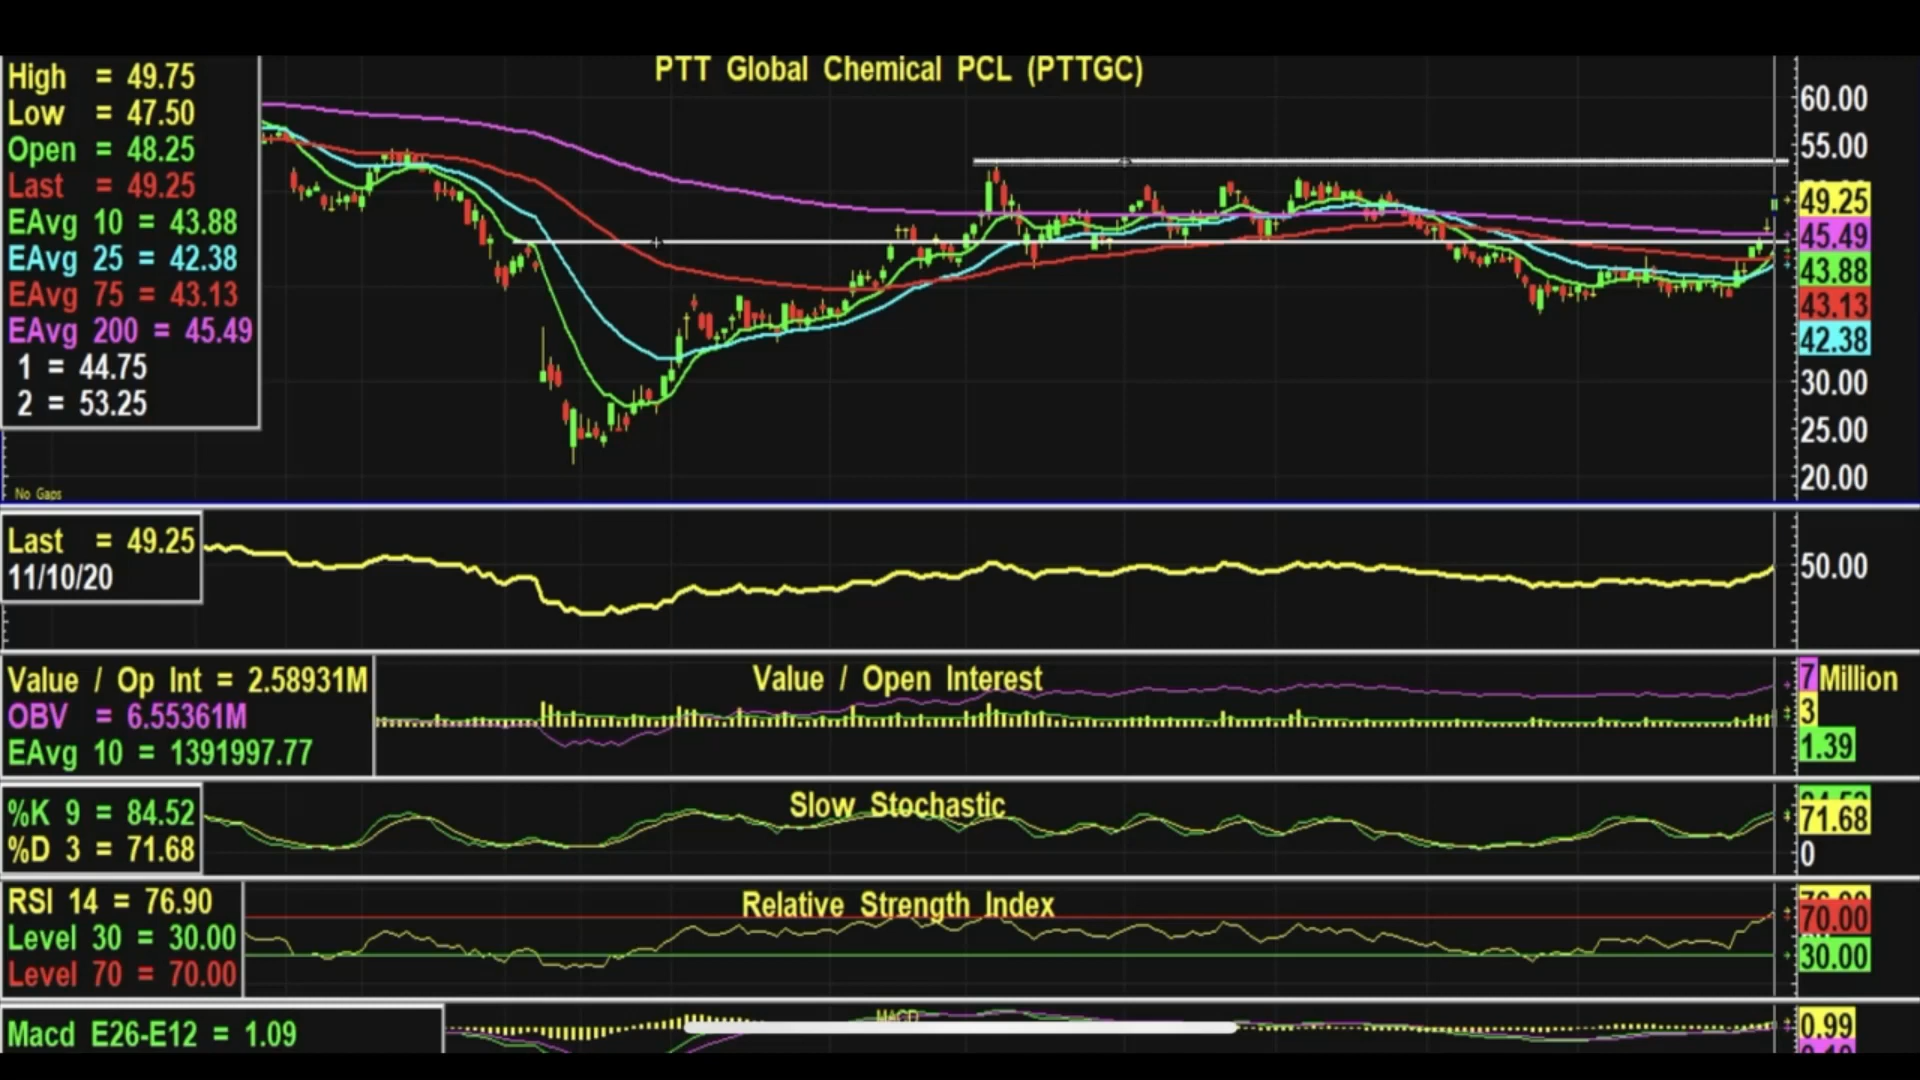 PTT Global Chemical PCL (PTTGC)
High = 49.75
Low = 47.50
Open = 48.25
Last = 49.25
EAvg 10 = 43.88
EAvg 25 = 42.38
EAvg 75 = 43.13
EAvg 200 = 45.49
1 = 44.75
2 = 53.25
60.00
55.00
49.25
45.49
43.88
43.13
42.38
30.00
25.00
20.00
No Gaps
Last = 49.25
11/10/20
50.00
Value / Op Int = 2.58931M
OBV = 6.55361M
EAvg 10 = 1391997.77
Value / Open Interest
7 Million
3
1.39
%K 9 = 84.52
%D 3 = 71.68
Slow Stochastic
71.68
0
RSI 14 = 76.90
Level 30 = 30.00
Level 70 = 70.00
Relative Strength Index
70.00
30.00
Macd E26-E12 = 1.09
MACD
0.99